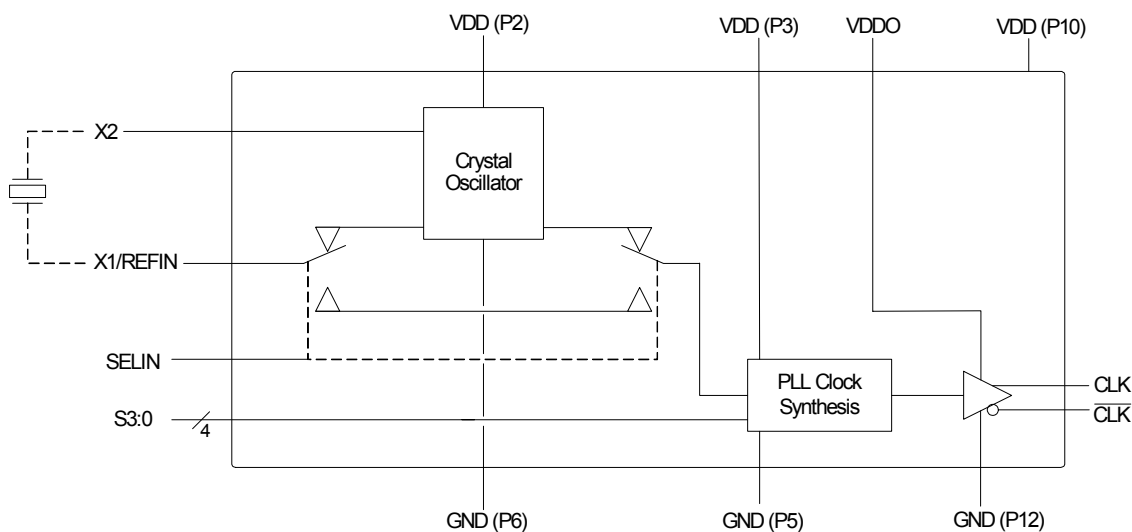 VDD (P2)
VDD (P3)
VDDO
VDD (P10)
X2
Crystal
Oscillator
X1/REFIN
SELIN
PLL Clock
Synthesis
CLK
CLK
S3:0
4
GND (P6)
GND (P5)
GND (P12)